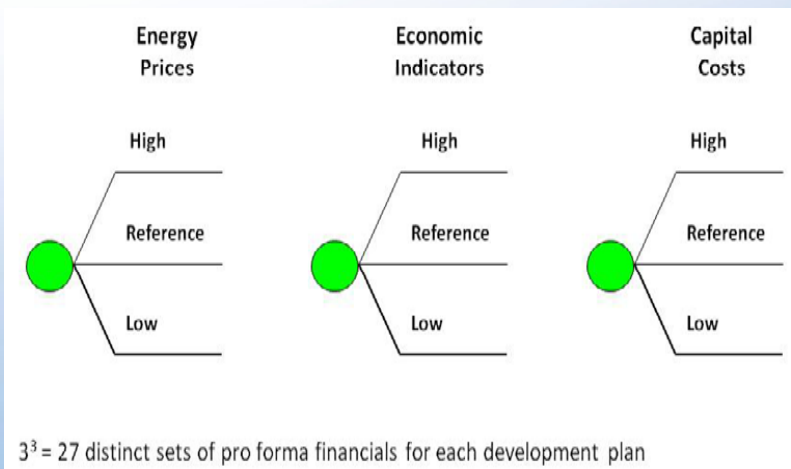 Energy Prices
Economic Indicators
Capital Costs
High
High
High
Reference
Reference
Reference
Low
Low
Low
3³ = 27 distinct sets of pro forma financials for each development plan